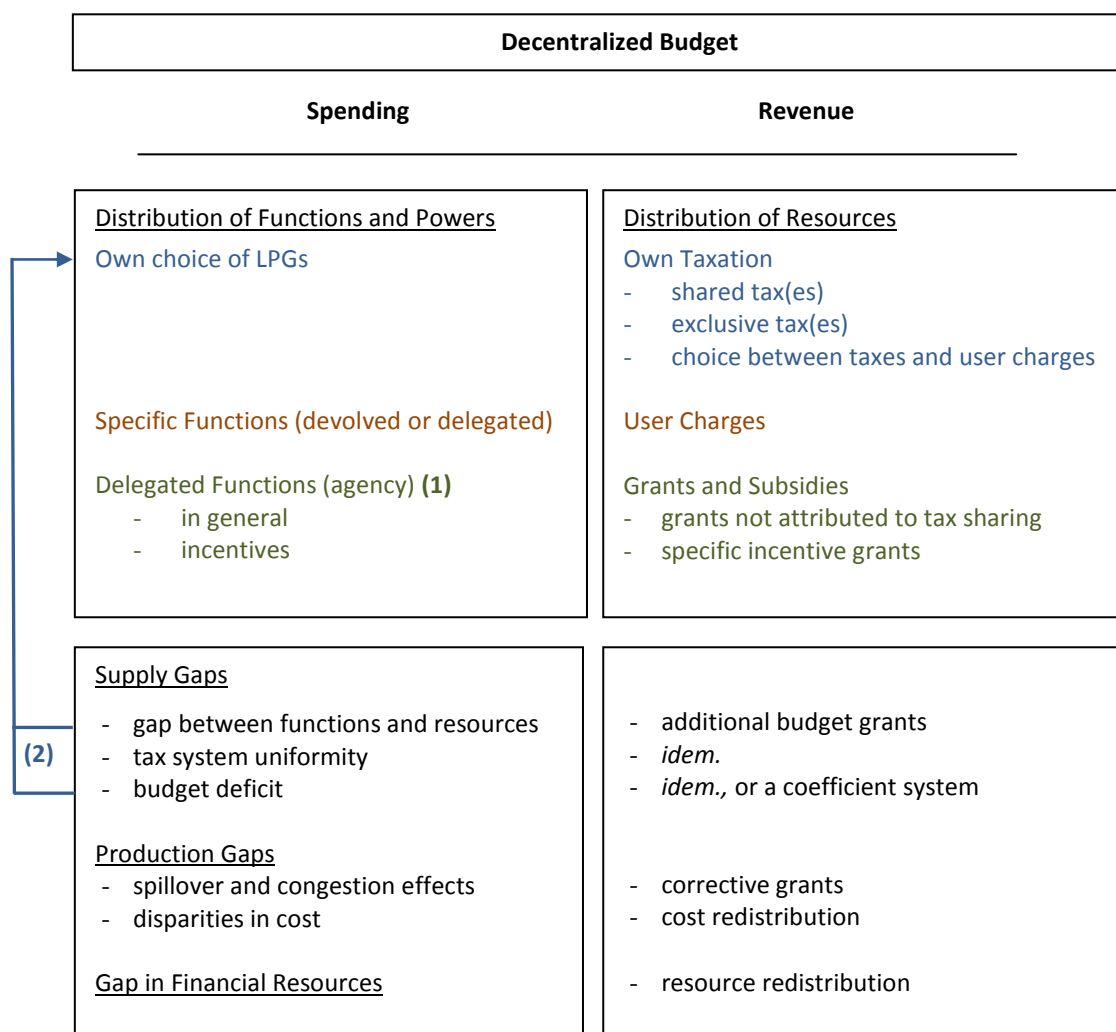 Decentralized Budget
Spending
Revenue
Distribution of Functions and Powers
Own choice of LPGs
Specific Functions (devolved or delegated)
Delegated Functions (agency) (1)
- in general
- incentives
Distribution of Resources
Own Taxation
- shared tax(es)
- exclusive tax(es)
- choice between taxes and user charges
User Charges
Grants and Subsidies
- grants not attributed to tax sharing
- specific incentive grants
(2)
Supply Gaps
- gap between functions and resources
- tax system uniformity
- budget deficit
Production Gaps
- spillover and congestion effects
- disparities in cost
Gap in Financial Resources
- additional budget grants
- idem.
- idem., or a coefficient system
- corrective grants
- cost redistribution
- resource redistribution